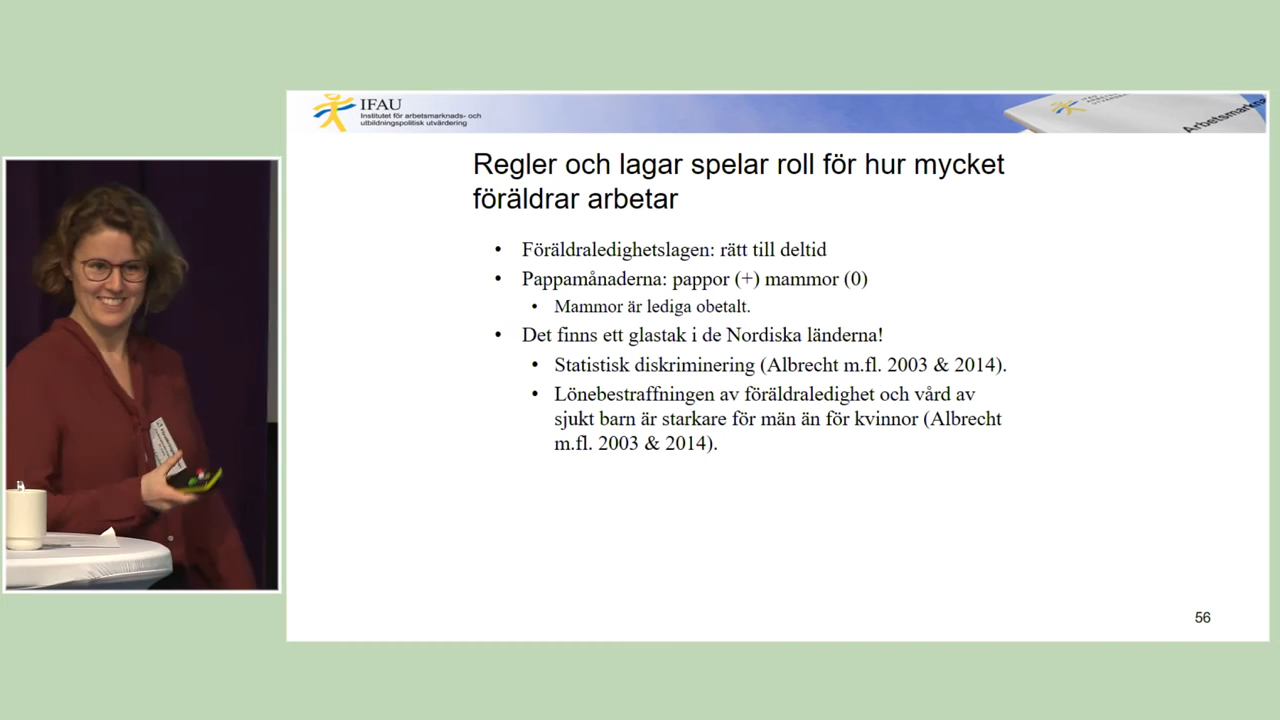 IFAU
Institutet för arbetsmarknads- och
utbildningspolitisk utvärdering
Arbetsmarkna
Regler och lagar spelar roll för hur mycket
föräldrar arbetar
• Föräldraledighetslagen: rätt till deltid
• Pappamånaderna: pappor (+) mammor (0)
• Mammor är lediga obetalt.
• Det finns ett glastak i de Nordiska länderna!
• Statistisk diskriminering (Albrecht m.fl. 2003 & 2014).
• Lönebestraffningen av föräldraledighet och vård av
sjukt barn är starkare för män än för kvinnor (Albrecht
m.fl. 2003 & 2014).
56